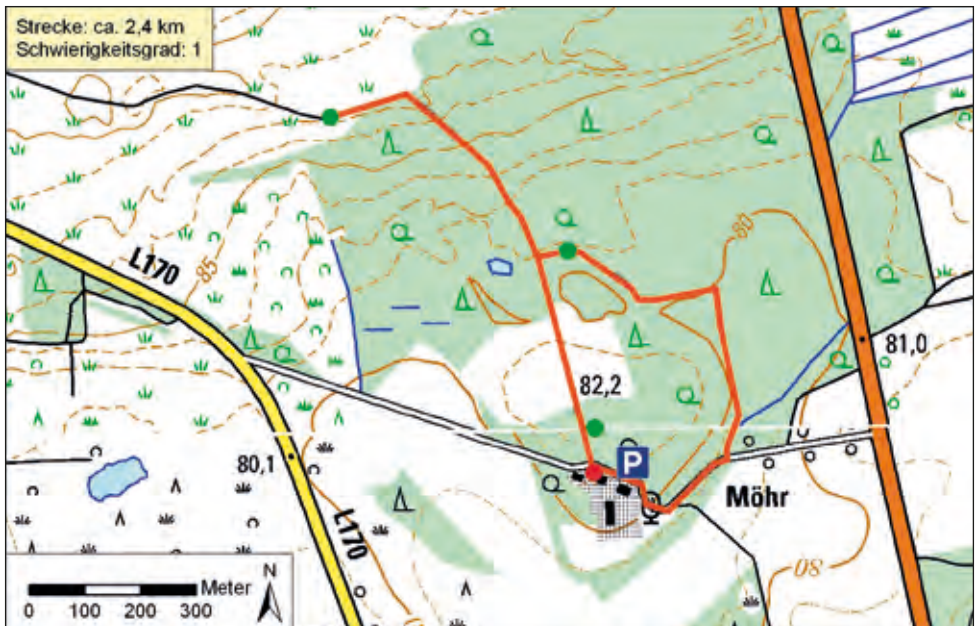 Strecke: ca. 2,4 km
Schwierigkeitsgrad: 1
L170
85
80
81,0
82,2
80,1
P
Möhr
L170
80
Meter
N
0 100 200 300